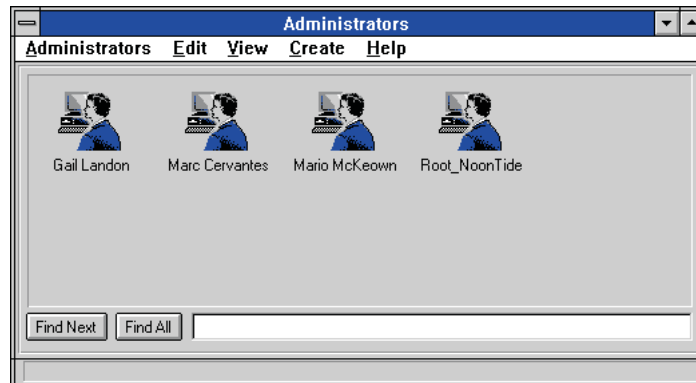 Administrators
Administrators Edit View Create Help
Gail Landon Marc Cervantes Mario McKeown Root_NoonTide
Find Next Find All